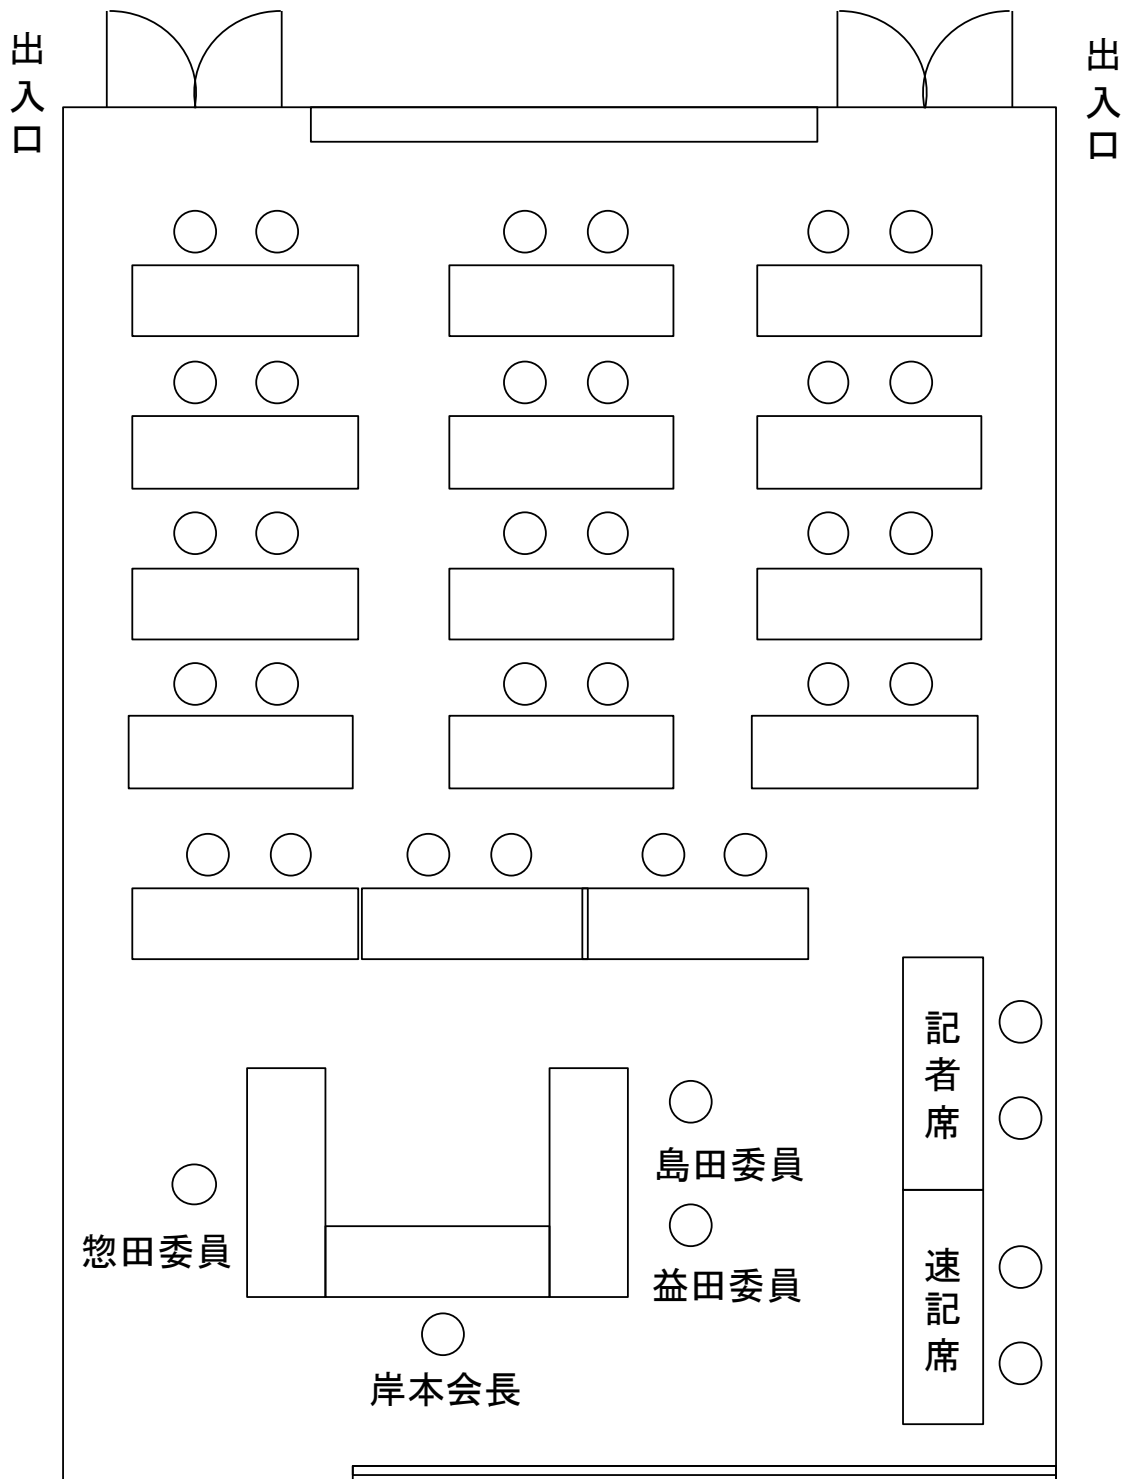 出入口
出入口
記者席
島田委員
惣田委員
益田委員
速記席
岸本会長